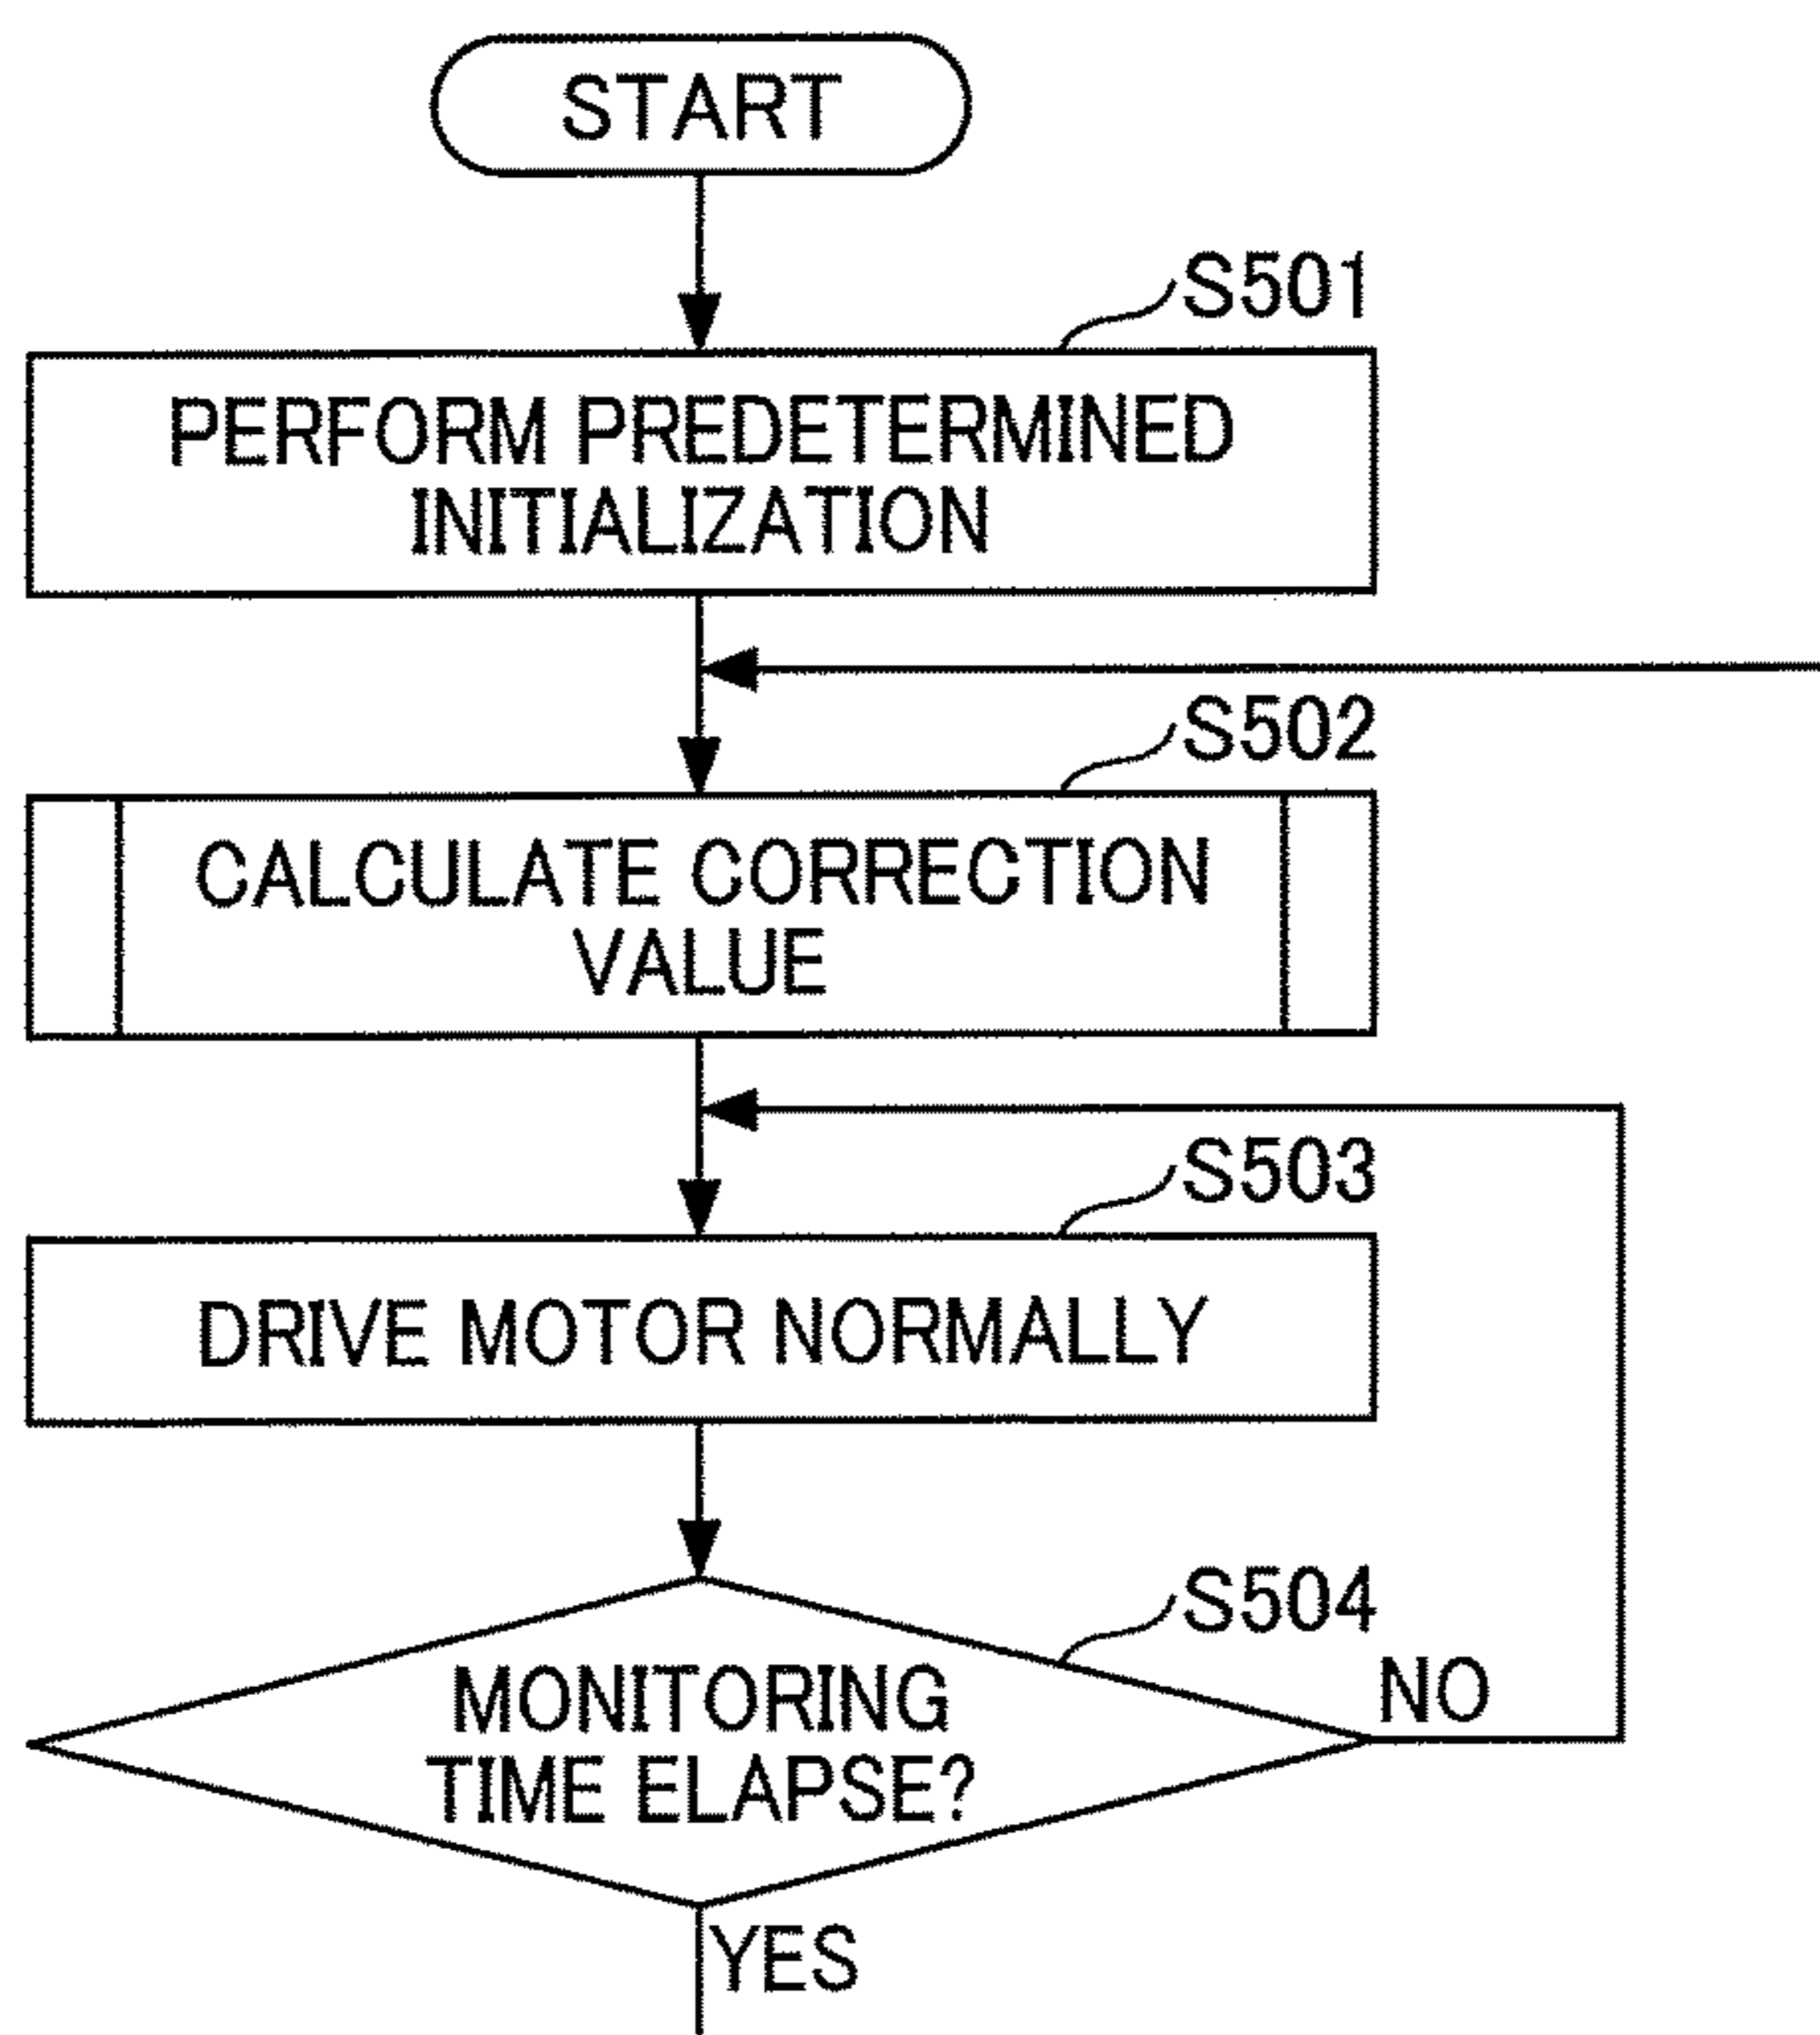 START
S501
PERFORM PREDETERMINED
INITIALIZATION
S502
CALCULATE CORRECTION
VALUE
S503
DRIVE MOTOR NORMALLY
S504
MONITORING
TIME ELAPSE?
NO
YES